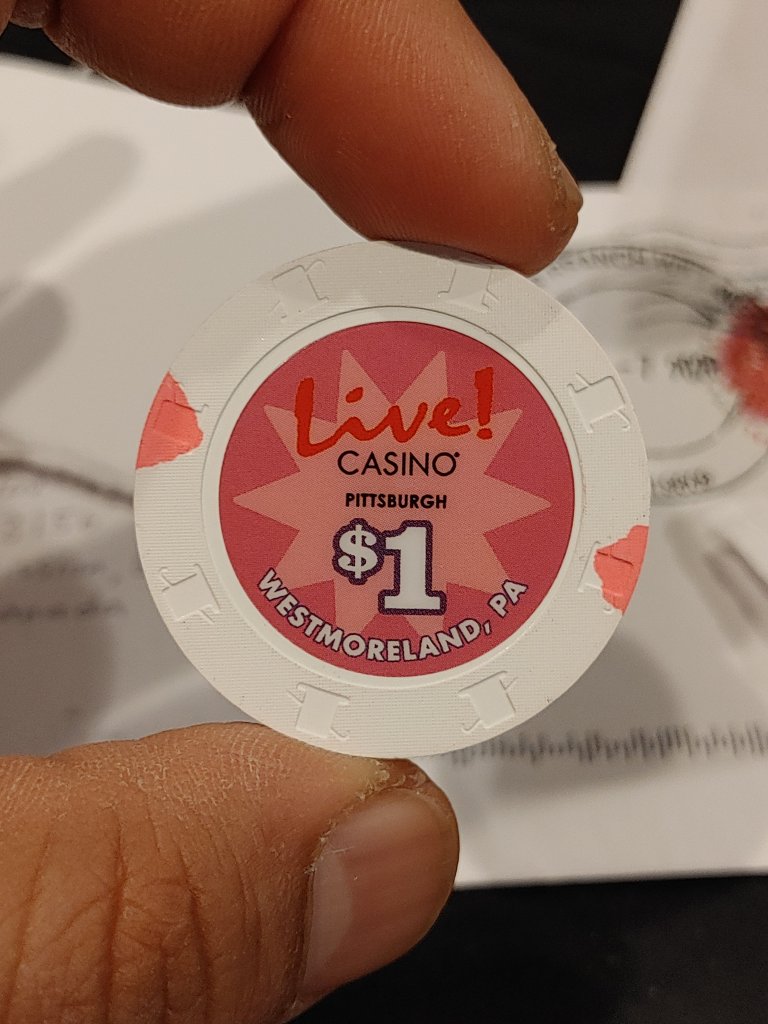 Live!
CASINO
PITTSBURGH
$1
WESTMORELAND, PA